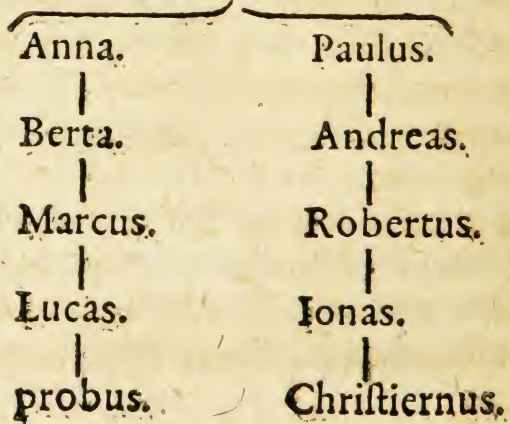 Anna. Paulus.
Berta. Andreas.
Marcus. Robertus.
Lucas. Ionas.
probus. Chriſtiernus.